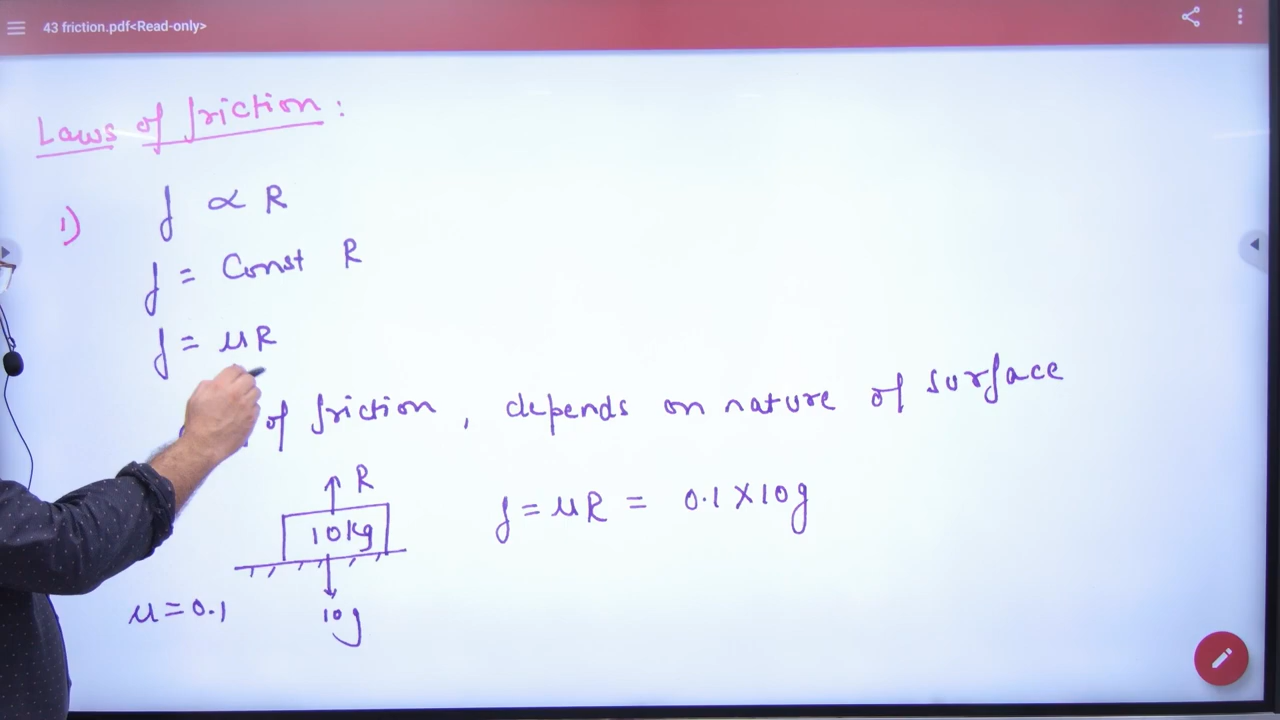 43 friction.pdf<Read-only>
Laws of friction :
1) f ∝ R
f = Const R
f = μR
of friction , depends on nature of surface
R
10kg
f = μR = 0.1 × 10g
μ = 0.1
10g